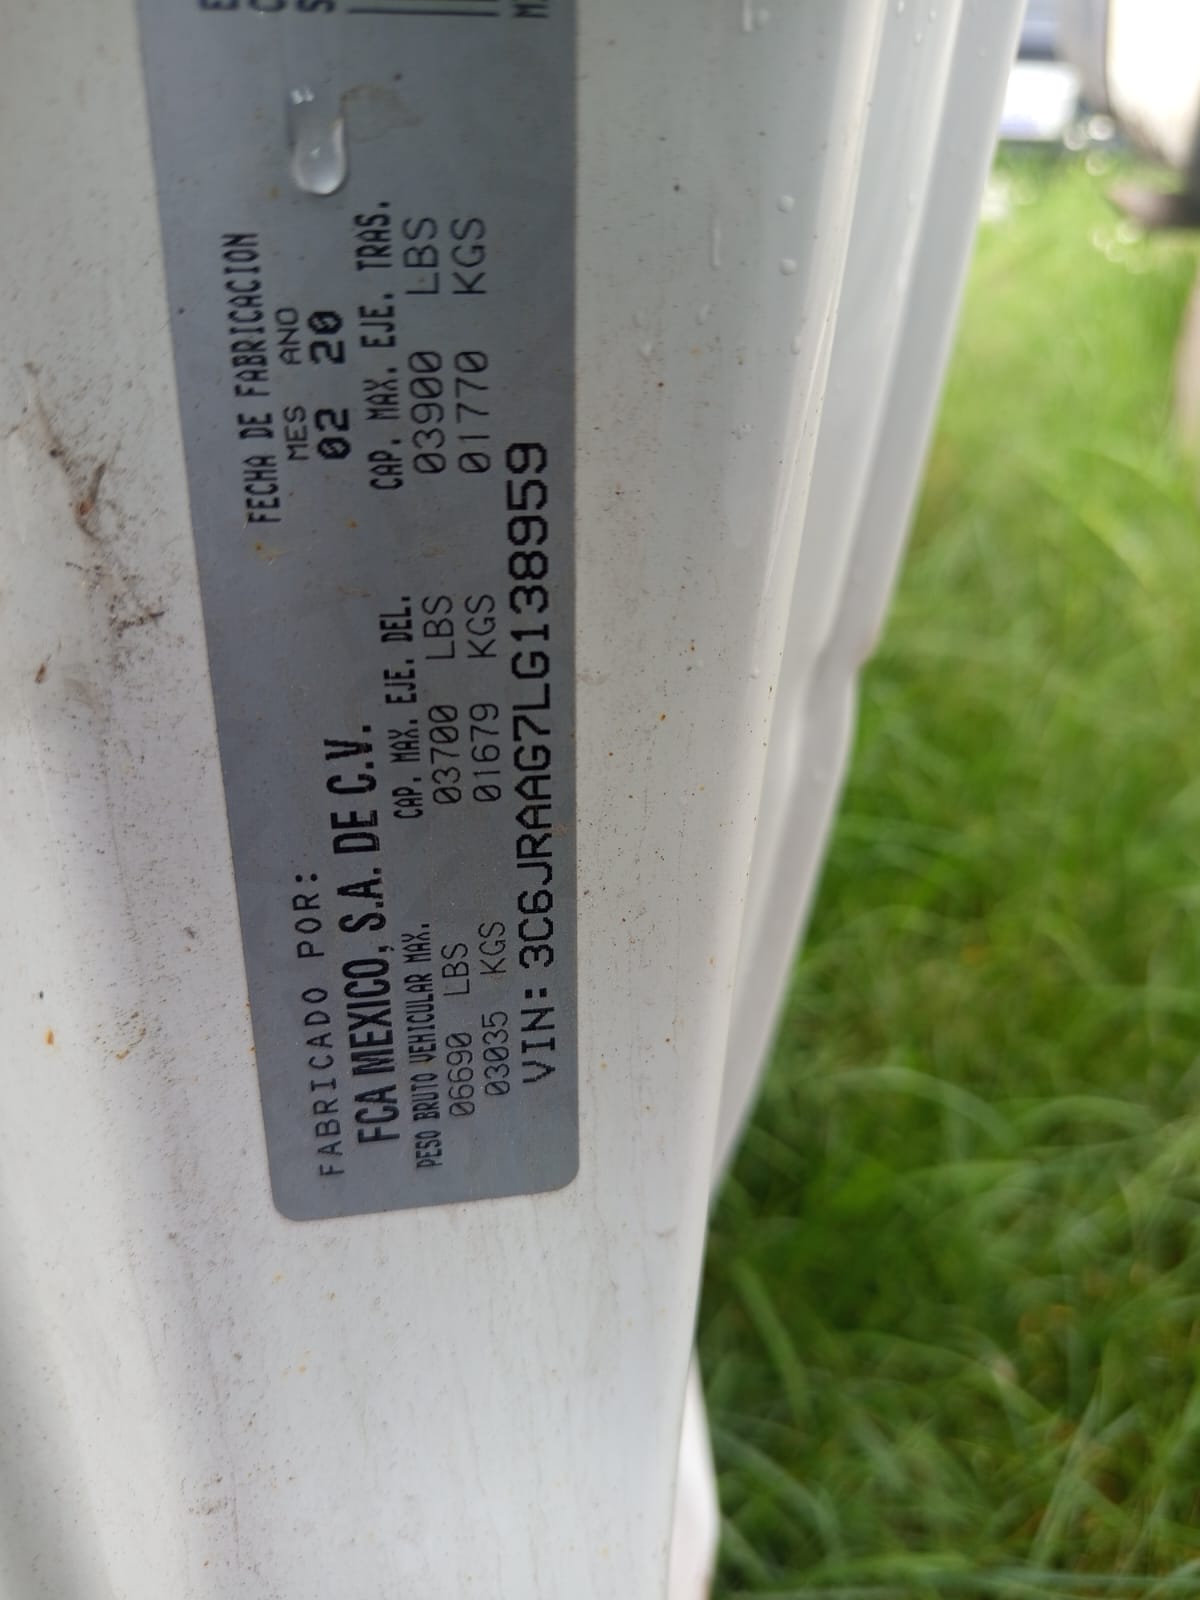 FABRICADO POR:
FCA MEXICO, S.A. DE C.V.
FECHA DE FABRICACION
MES ANO
02 20
PESO BRUTO VEHICULAR MAX.
06690 LBS
03035 KGS
CAP. MAX. EJE. DEL.
03700 LBS
01679 KGS
CAP. MAX. EJE. TRAS.
03900 LBS
01770 KGS
VIN: 3C6JRAAG7LG138959